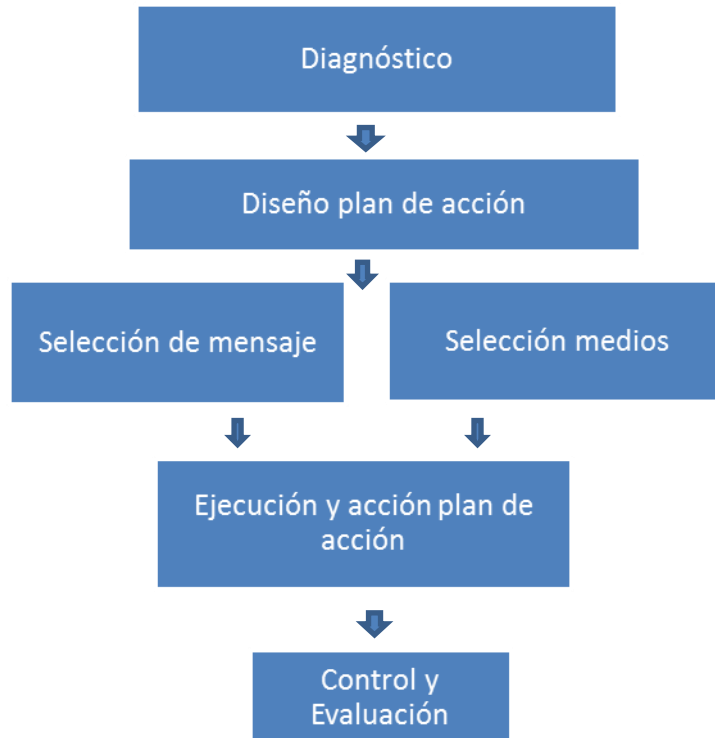 Diagnóstico
Diseño plan de acción
Selección de mensaje
Selección medios
Ejecución y acción plan de
acción
Control y
Evaluación